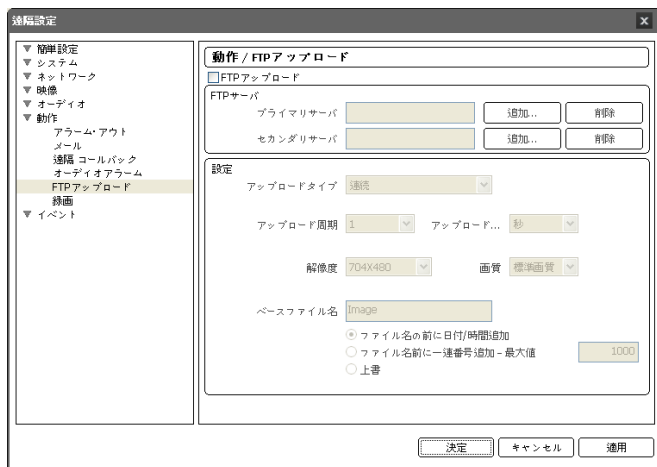 遠隔設定
簡単設定
システム
ネットワーク
映像
オーディオ
動作
アラーム・アウト
メール
遠隔 コールバック
オーディオアラーム
FTPアップロード
録画
イベント
動作 / FTPアップロード
FTPアップロード
FTPサーバ
プライマリサーバ 追加... 削除
セカンダリサーバ 追加... 削除
設定
アップロードタイプ 連続
アップロード周期 1 アップロード... 秒
解像度 704X480 画質 標準画質
ベースファイル名 Image
ファイル名の前に日付/時間追加
ファイル名前に一連番号追加 - 最大値 1000
上書
決定 キャンセル 適用